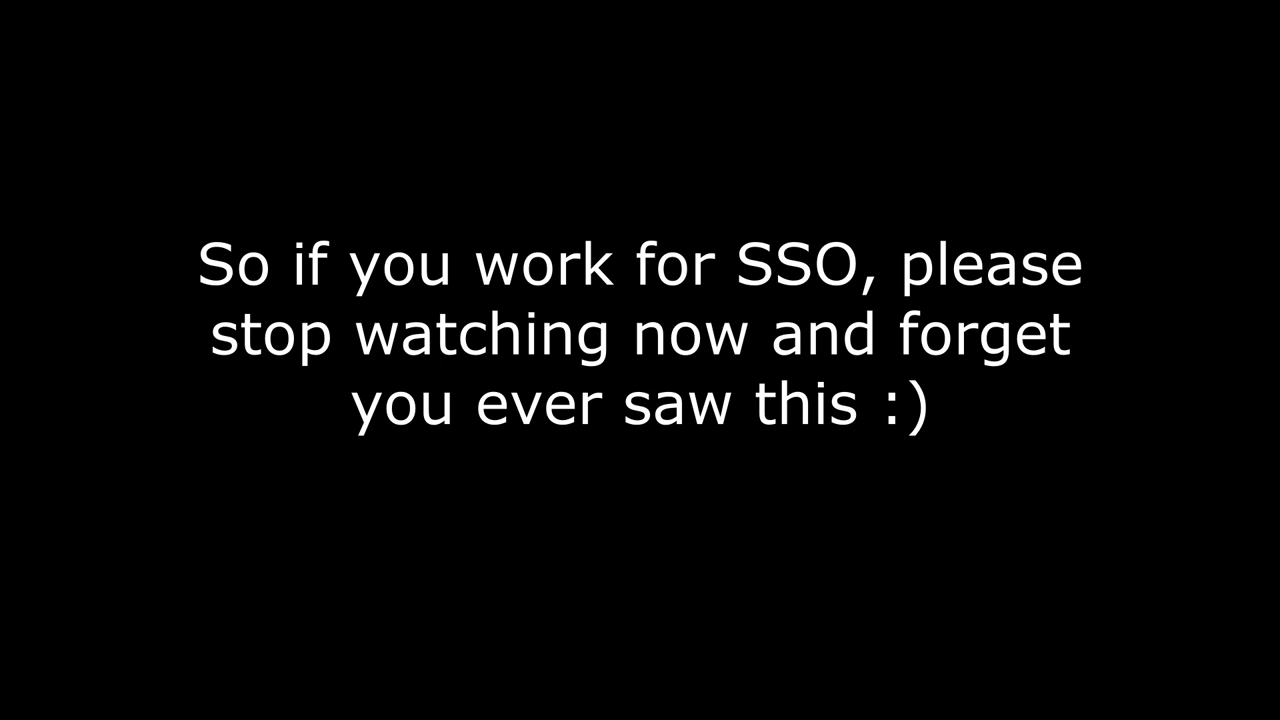 So if you work for SSO, please
stop watching now and forget
you ever saw this :)